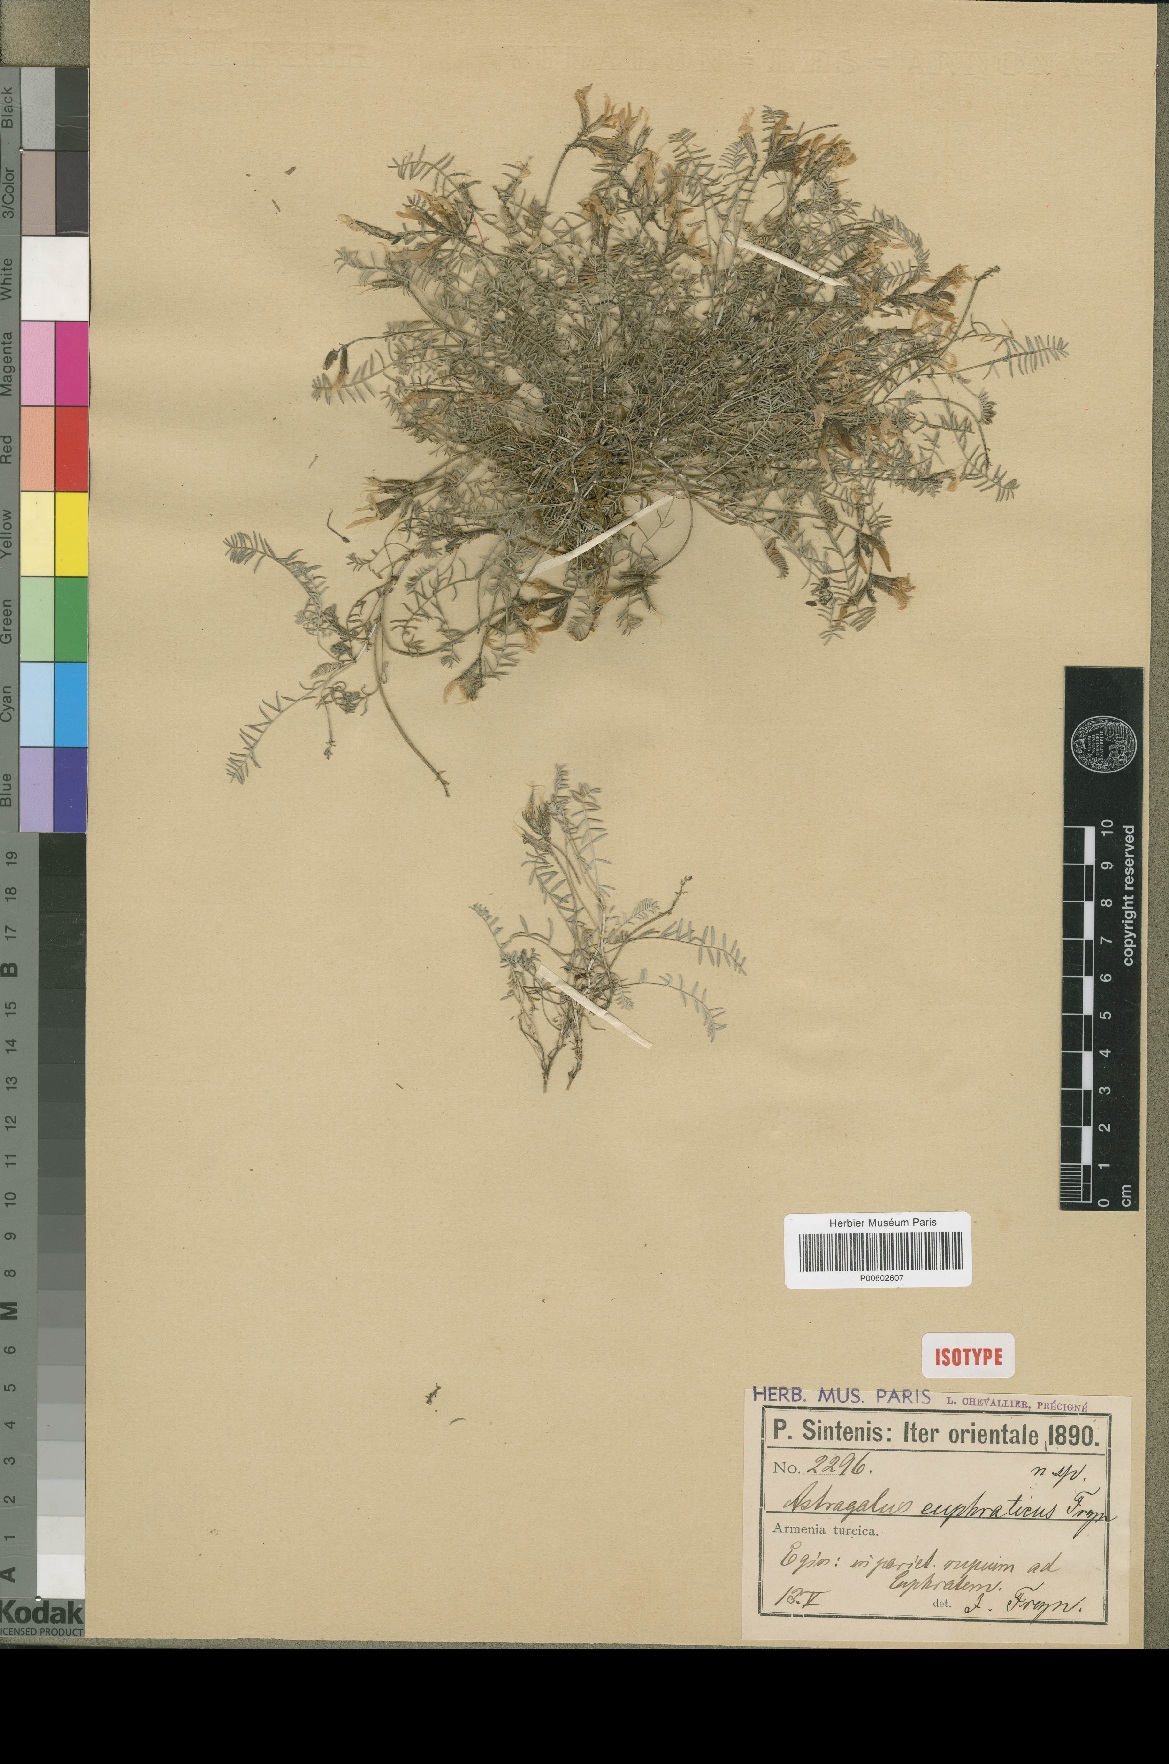 Black
3/Color
White
Magenta
Red
Yellow
Green
Cyan
Blue
19
18
17
B
15
14
13
12
11
10
9
8
M
6
5
4
3
2
1
A
Kodak
LICENSED PRODUCT
10
9
8
7
6
5
4
3
2
1
0
cm
copyright reserved
Herbier Muséum Paris
P00602607
ISOTYPE
HERB. MUS. PARIS L. CHEVALLIER, PRÉCIGNÉ
P. Sintenis: Iter orientale 1890.
No. 2296. n. sp.
Astragalus euphraticus Freyn
Armenia turcica.
Egin: in pariet. rupium ad
Euphratem.
12.V det. J. Freyn.